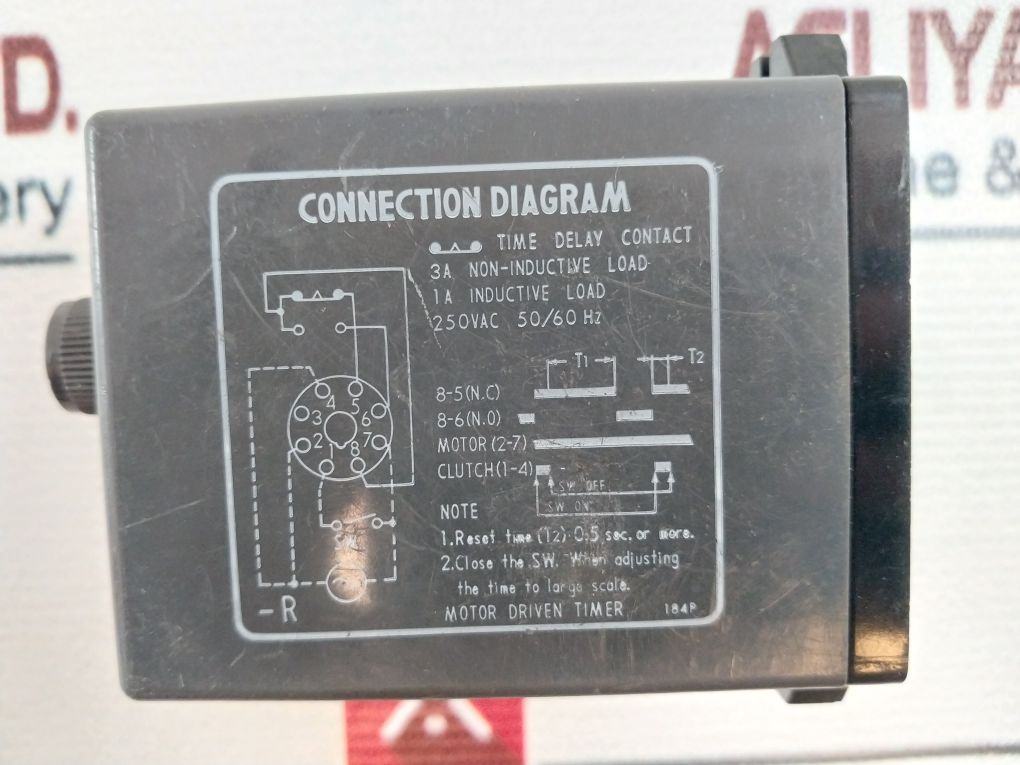 D.
ery
ne &
CONNECTION DIAGRAM
TIME DELAY CONTACT
3A NON-INDUCTIVE LOAD
1A INDUCTIVE LOAD
250VAC 50/60 Hz
T1 T2
8-5(N.C)
8-6(N.O)
MOTOR(2-7)
CLUTCH(1-4)
SW OFF
SW ON
4 5
3 6
2 7
1 8
SW
-R
NOTE
1.Reset time (T2) 0.5 sec. or more.
2.Close the SW. When adjusting
the time to large scale.
MOTOR DRIVEN TIMER 184P